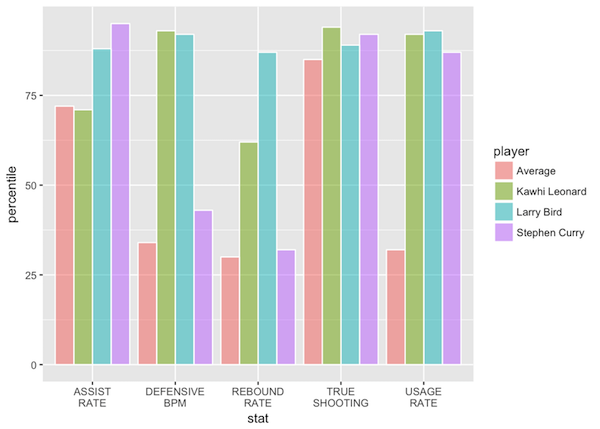 percentile
75
50
25
0
ASSIST
RATE
DEFENSIVE
BPM
REBOUND
RATE
TRUE
SHOOTING
USAGE
RATE
stat
player
Average
Kawhi Leonard
Larry Bird
Stephen Curry